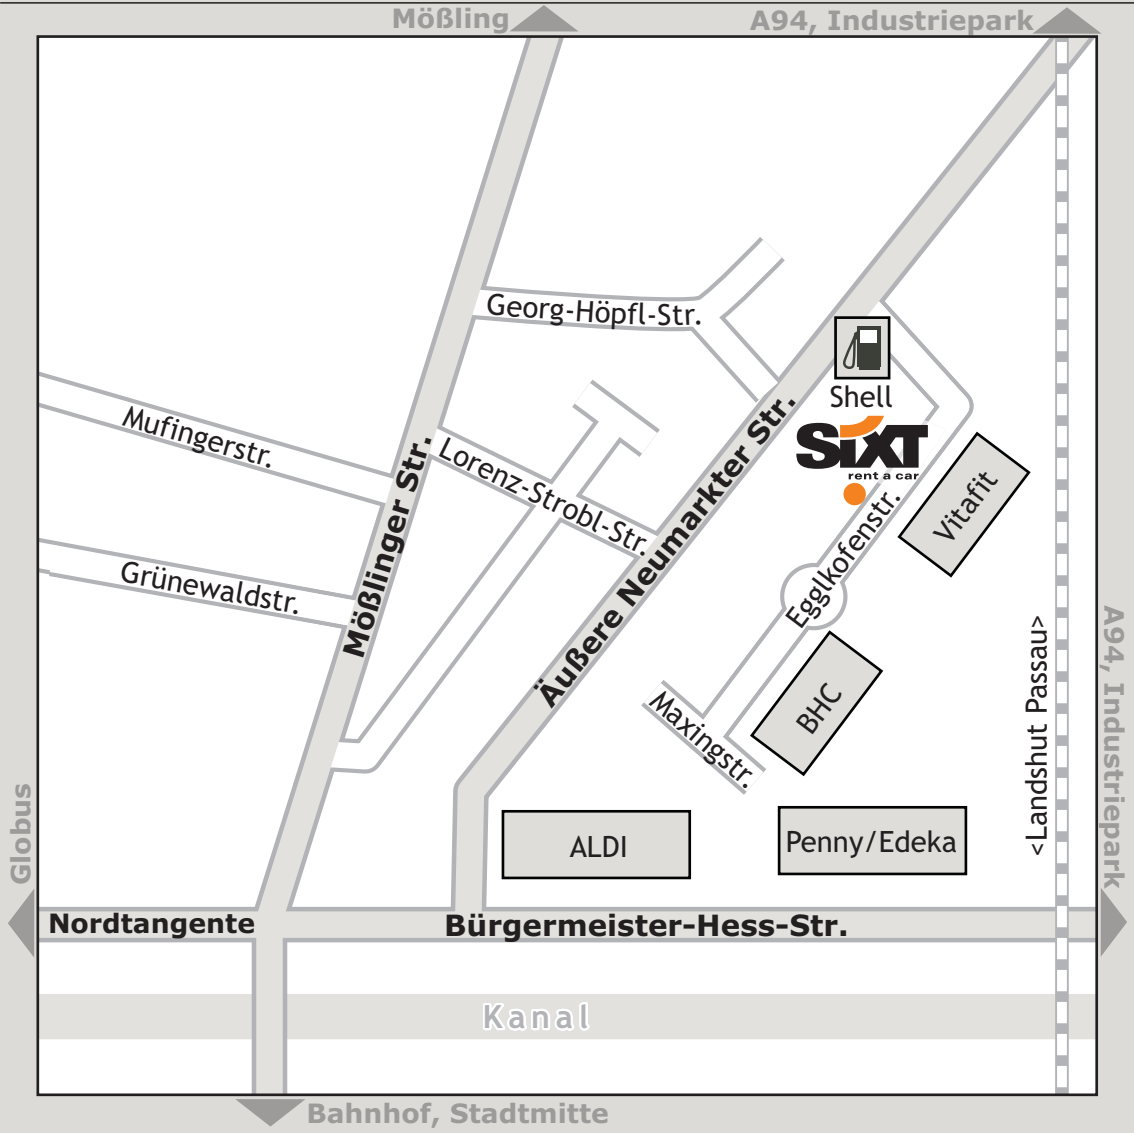 Mößling
A94, Industriepark
Georg-Höpfl-Str.
Shell
Mufingerstr.
Mößlinger Str.
Lorenz-Strobl-Str.
Äußere Neumarkter Str.
SIXT
rent a car
Vitafit
Egglkofenstr.
Grünewaldstr.
BHC
Maxingstr.
<Landshut Passau>
A94, Industriepark
Globus
ALDI
Penny/Edeka
Nordtangente
Bürgermeister-Hess-Str.
Kanal
Bahnhof, Stadtmitte